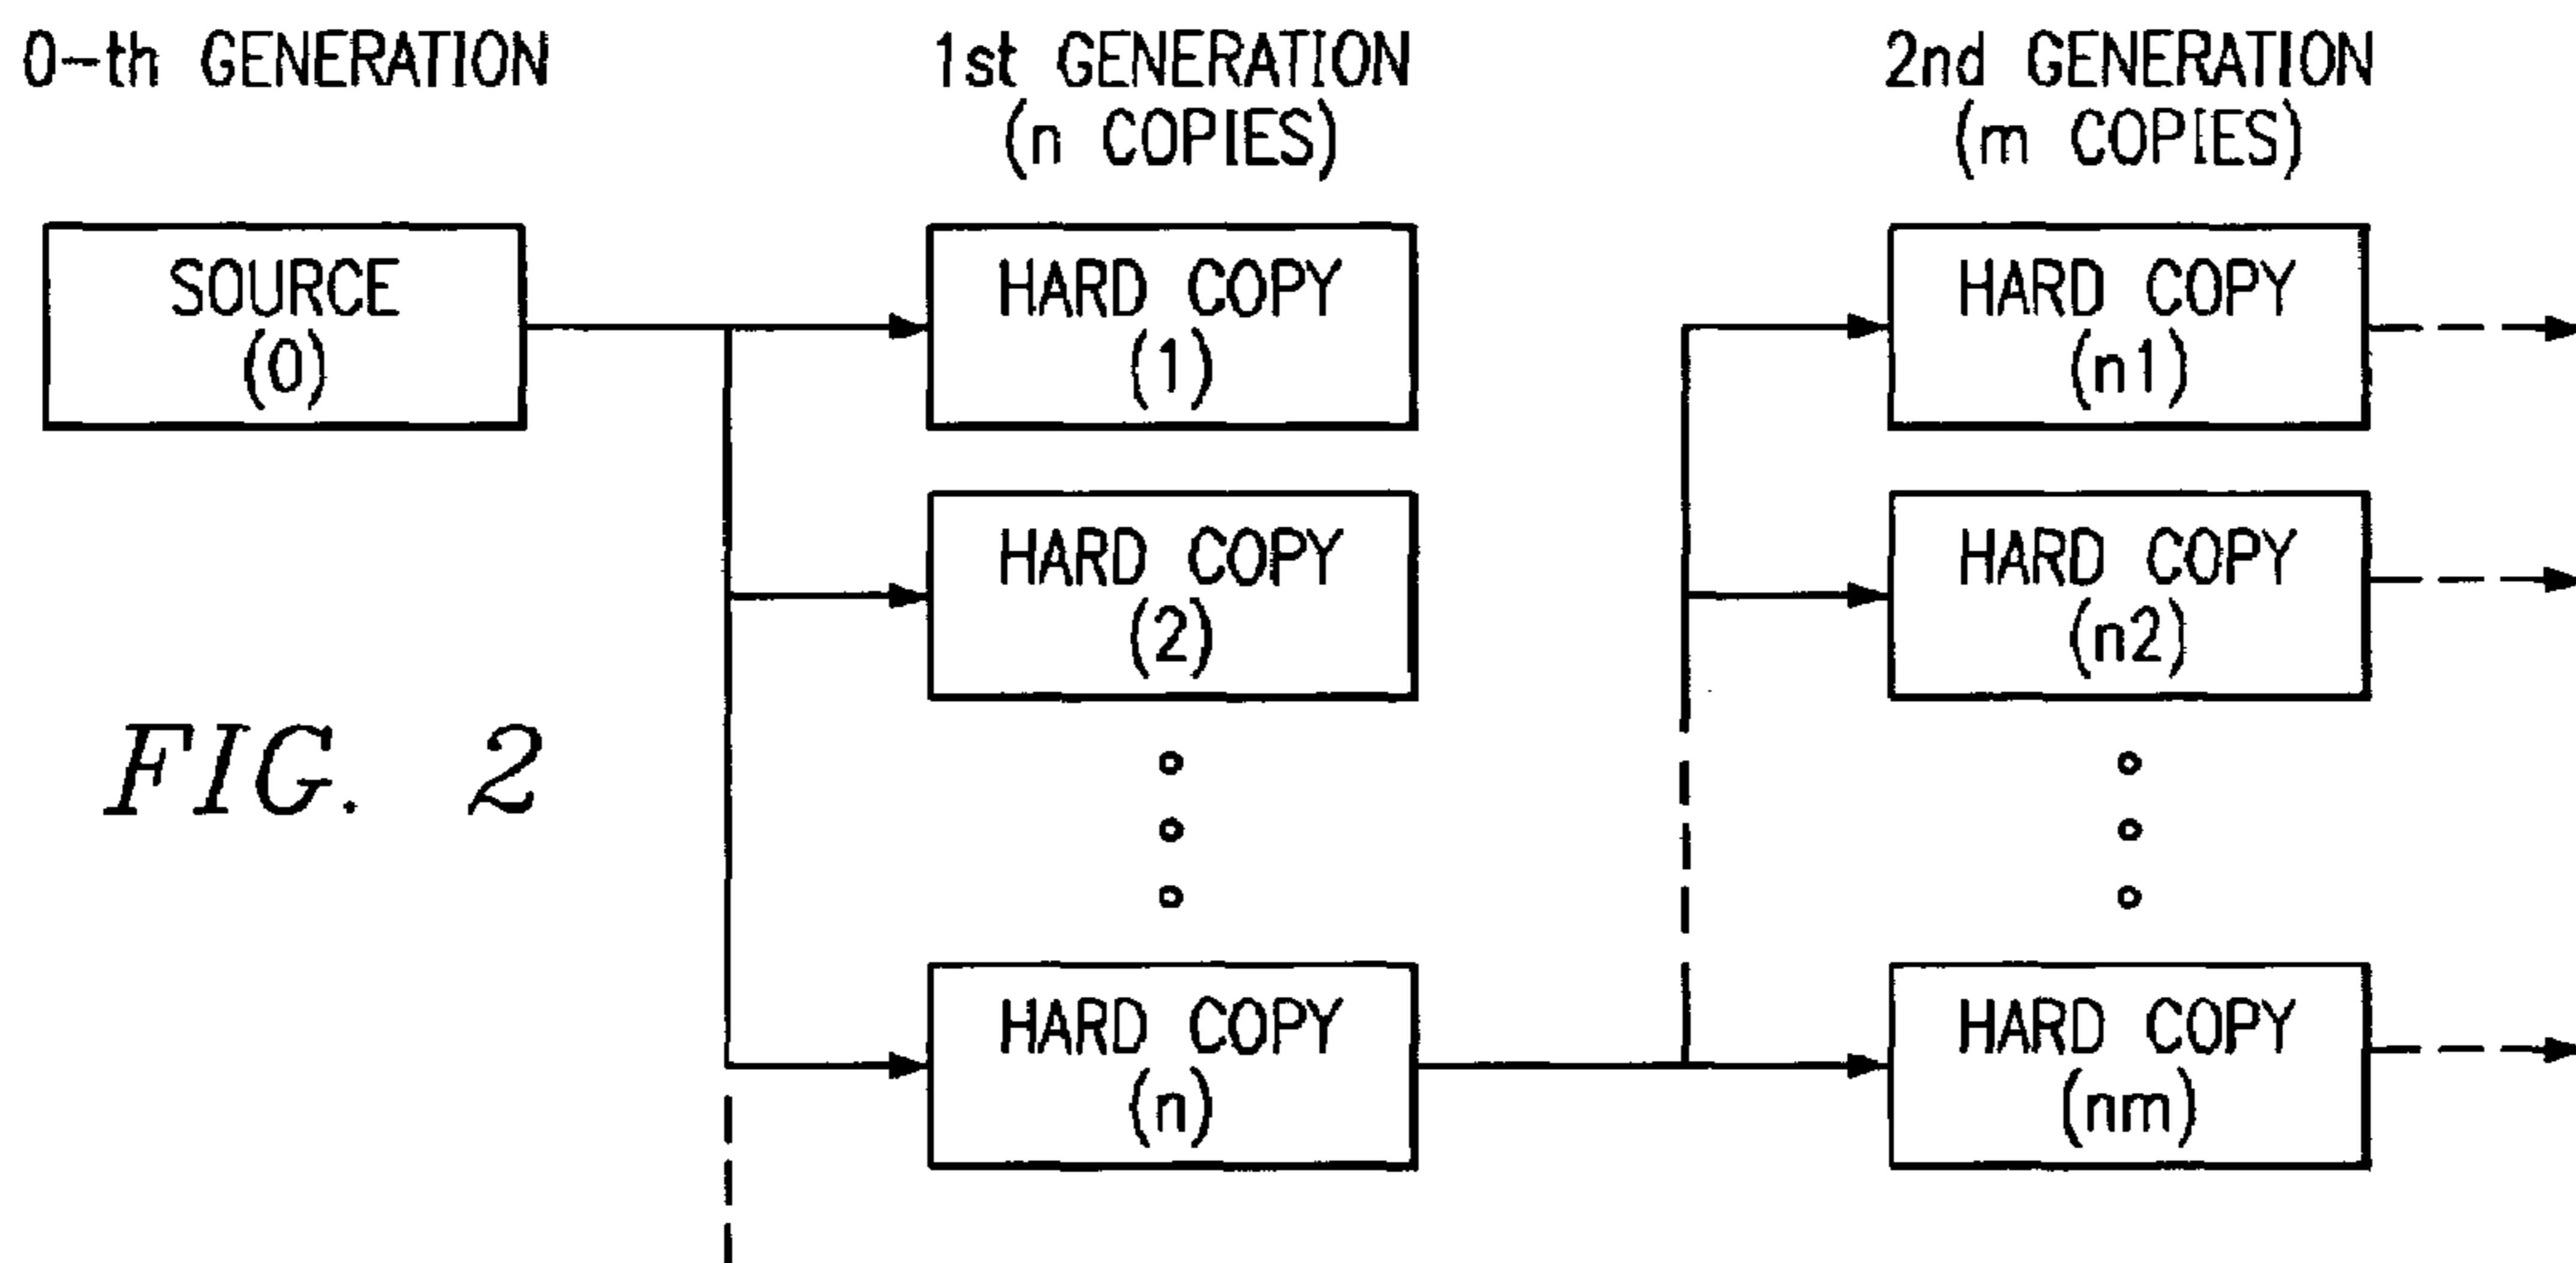 0-th GENERATION
1st GENERATION
(n COPIES)
2nd GENERATION
(m COPIES)
SOURCE
(0)
HARD COPY
(1)
HARD COPY
(n1)
HARD COPY
(2)
HARD COPY
(n2)
FIG. 2
HARD COPY
(n)
HARD COPY
(nm)